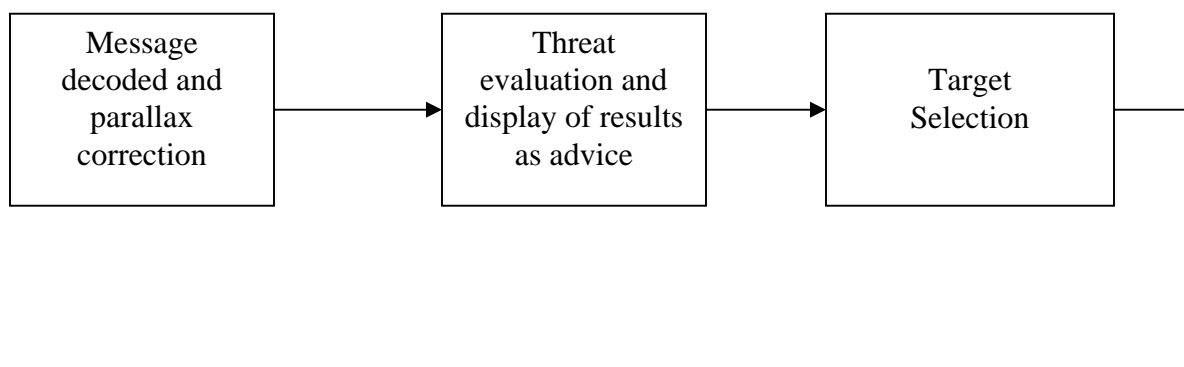 Message
decoded and
parallax
correction
Threat
evaluation and
display of results
as advice
Target
Selection